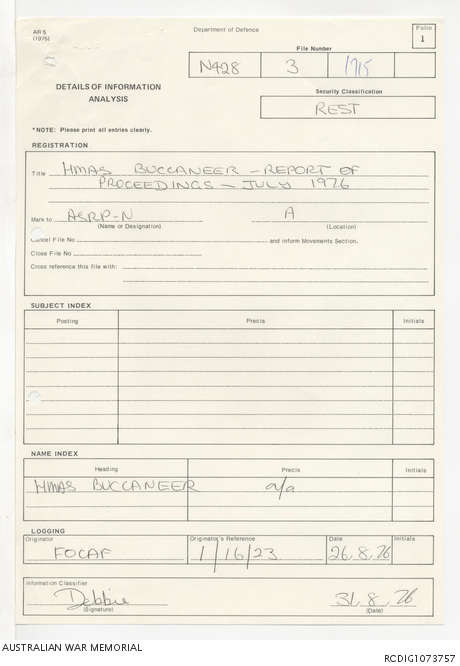 AR 5
(1975)
Department of Defence
Folio
1
File Number
N428 3 1715
DETAILS OF INFORMATION
ANALYSIS
Security Classification
REST
*NOTE: Please print all entries clearly.
REGISTRATION
Title HMAS BUCCANEER - REPORT OF
PROCEEDINGS - JULY 1976
Mark to ASRP-N A
(Name or Designation) (Location)
Cancel File No and inform Movements Section.
Close File No
Cross reference this file with:
SUBJECT INDEX
Posting Precis Initials
NAME INDEX
Heading Precis Initials
HMAS BUCCANEER a/a
LOGGING
Originator Originator's Reference Date Initials
FOCAF 1/16/23 26.8.76
Information Classifier
Debbie 31.8.76
(Signature) (Date)
AUSTRALIAN WAR MEMORIAL RCDIG1073757